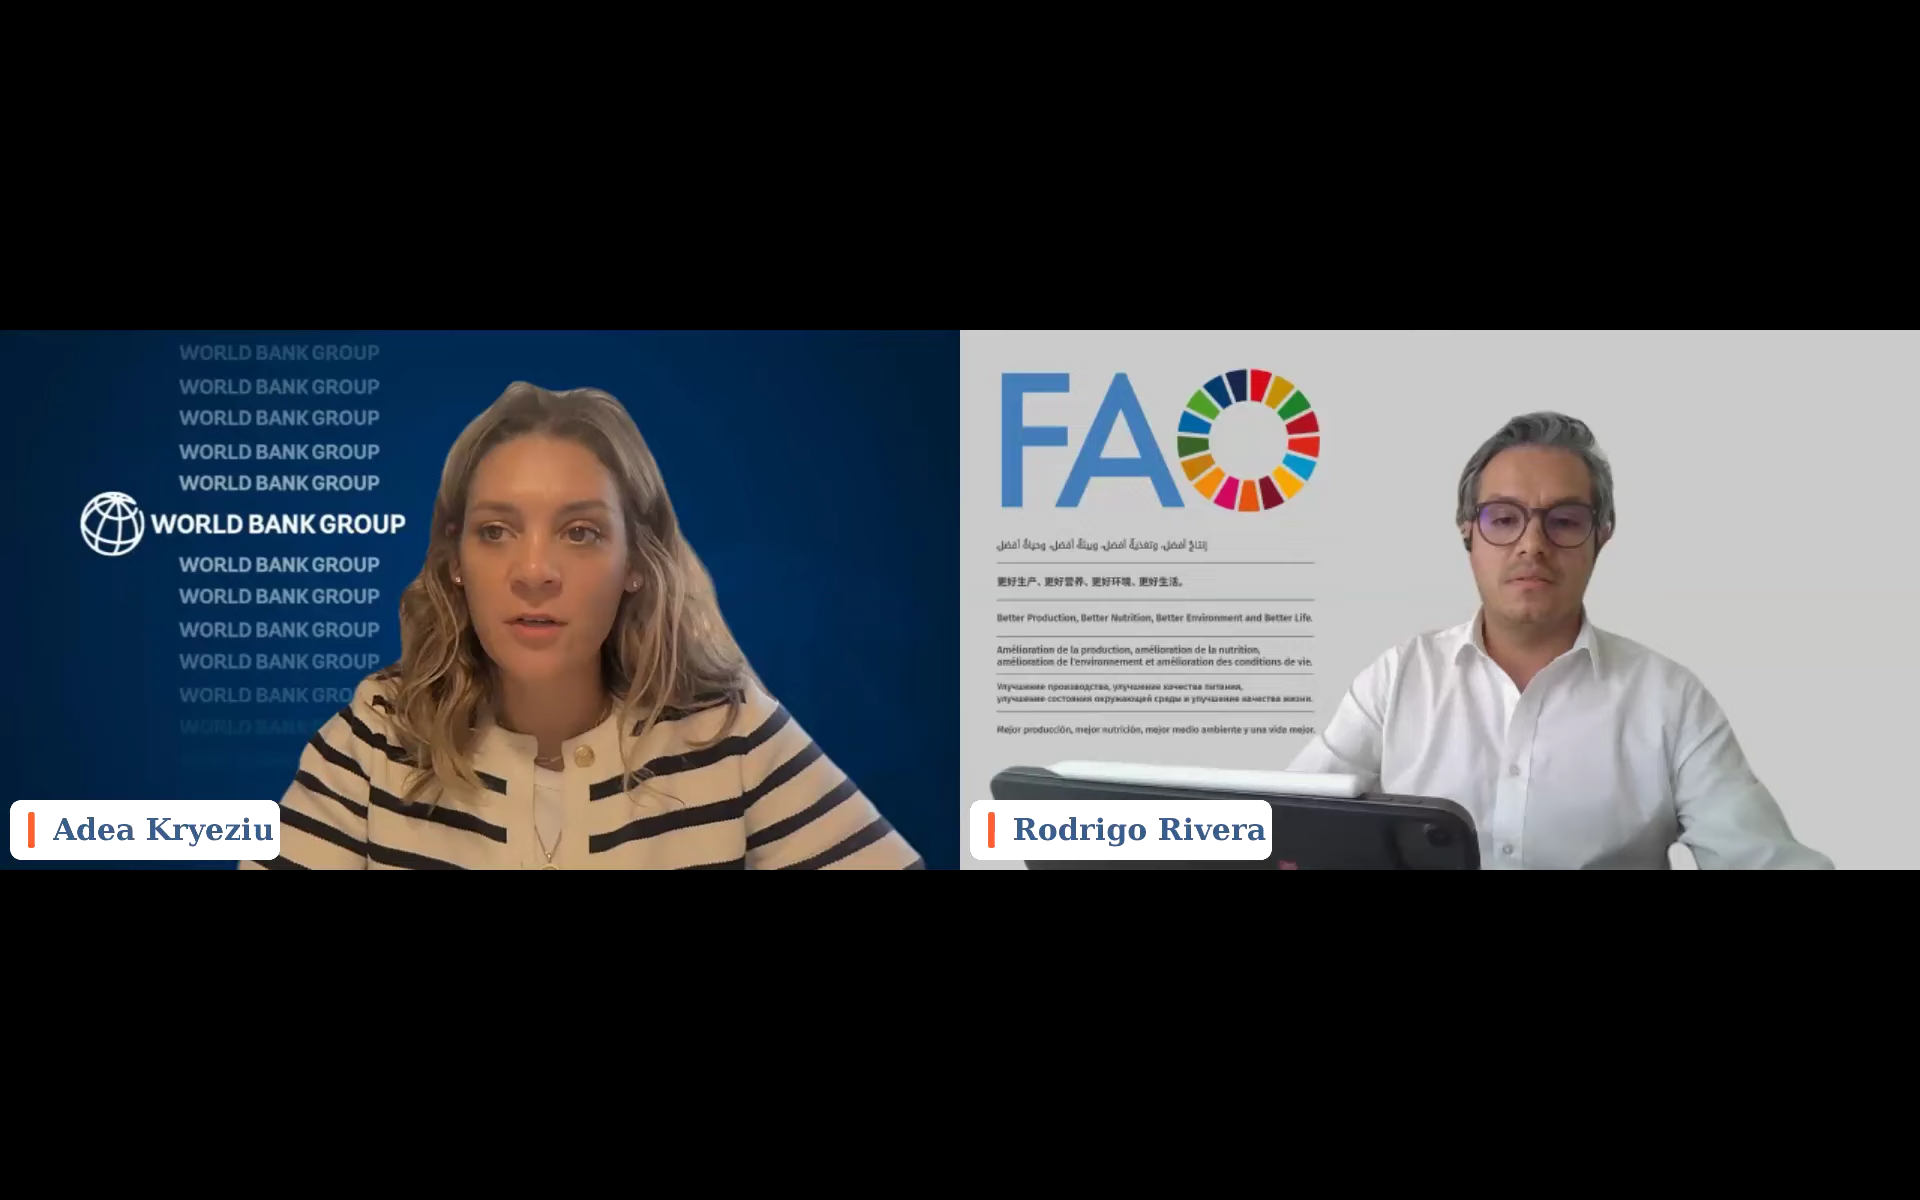 WORLD BANK GROUP
WORLD BANK GROUP
WORLD BANK GROUP
WORLD BANK GROUP
WORLD BANK GROUP
WORLD BANK GROUP
WORLD BANK GROUP
WORLD BANK GROUP
WORLD BANK GROUP
WORLD BANK GROUP
WORLD BANK GRO
WORLD BANK
Adea Kryeziu
FAO
إنتاجٌ أفضل، وتغذيةٌ أفضل، وبيئةٌ أفضل، وحياةٌ أفضل.
更好生产、更好营养、更好环境、更好生活。
Better Production, Better Nutrition, Better Environment and Better Life.
Amélioration de la production, amélioration de la nutrition,
amélioration de l'environnement et amélioration des conditions de vie.
Улучшение производства, улучшение качества питания,
улучшение состояния окружающей среды и улучшение качества жизни.
Mejor producción, mejor nutrición, mejor medio ambiente y una vida mejor.
Rodrigo Rivera